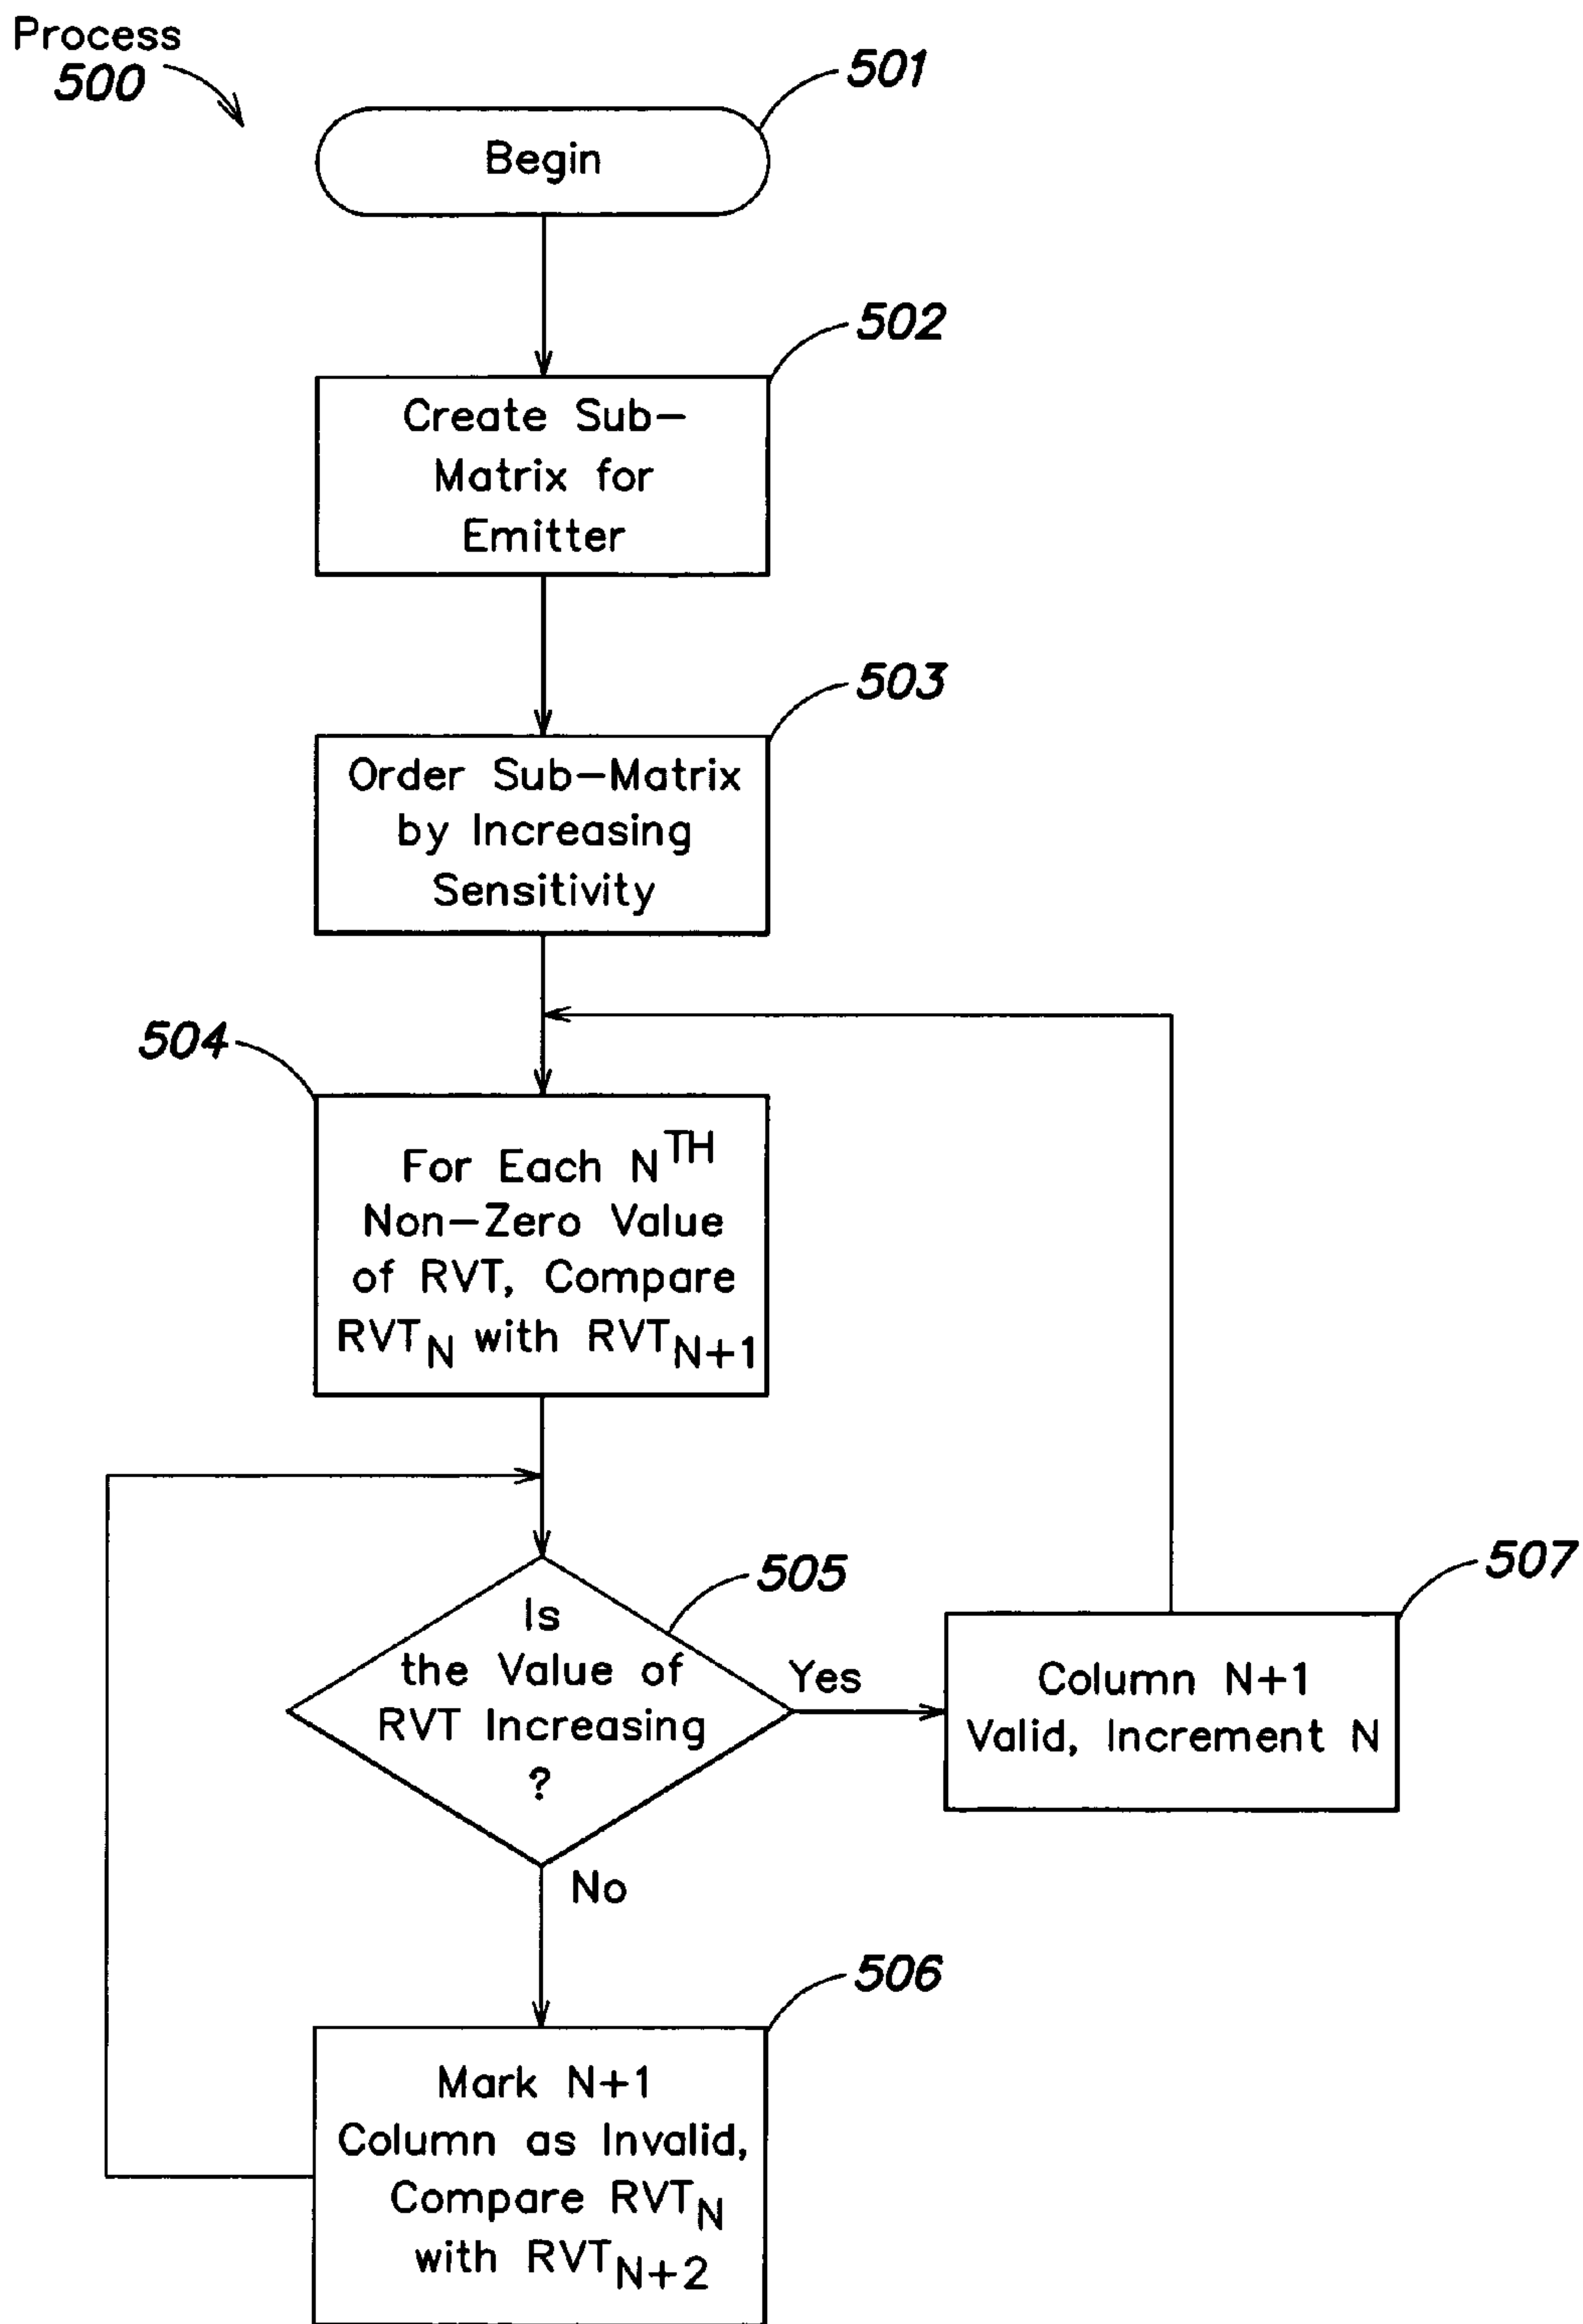 Process
500
501
Begin
502
Create Sub-
Matrix for
Emitter
503
Order Sub-Matrix
by Increasing
Sensitivity
504
For Each N^TH
Non-Zero Value
of RVT, Compare
RVT_N with RVT_N+1
505
Is
the Value of
RVT Increasing
?
Yes
507
Column N+1
Valid, Increment N
No
506
Mark N+1
Column as Invalid,
Compare RVT_N
with RVT_N+2